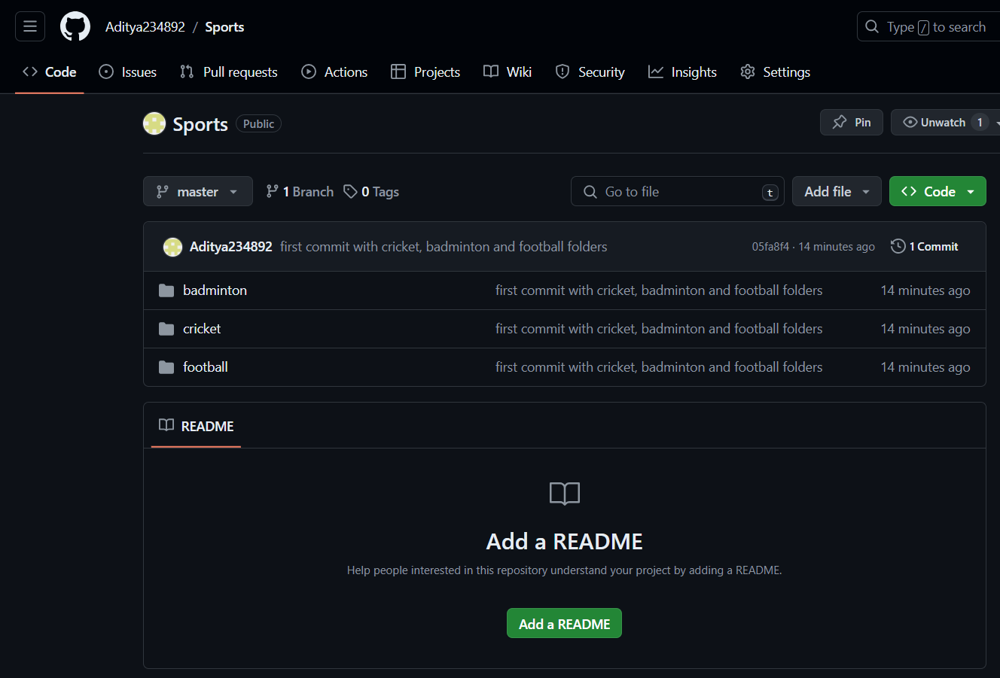 Aditya234892 / Sports
Type / to search
Code Issues Pull requests Actions Projects Wiki Security Insights Settings
Sports Public
Pin Unwatch 1
master 1 Branch 0 Tags
Go to file t
Add file Code
Aditya234892 first commit with cricket, badminton and football folders 05fa8f4 · 14 minutes ago 1 Commit
badminton first commit with cricket, badminton and football folders 14 minutes ago
cricket first commit with cricket, badminton and football folders 14 minutes ago
football first commit with cricket, badminton and football folders 14 minutes ago
README
Add a README
Help people interested in this repository understand your project by adding a README.
Add a README